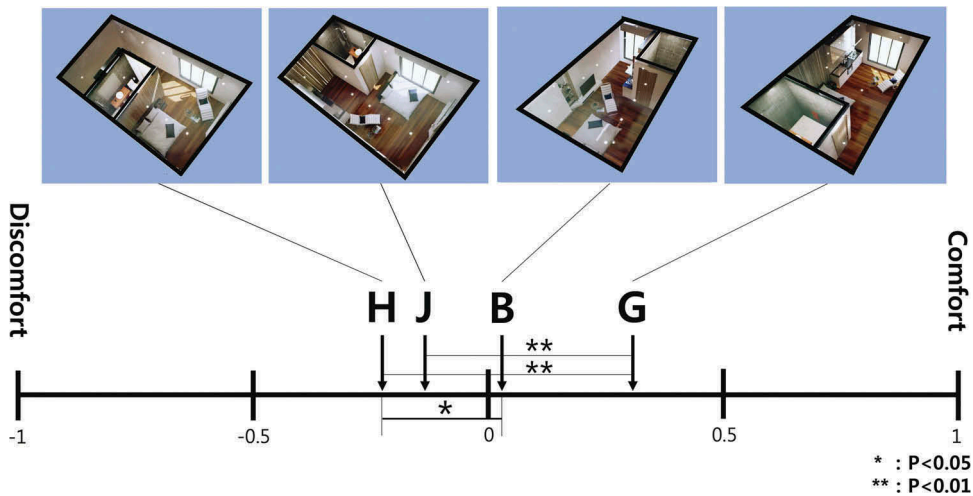 Discomfort
Comfort
H J B G
**
**
*
-1 -0.5 0 0.5 1
* : P<0.05
** : P<0.01